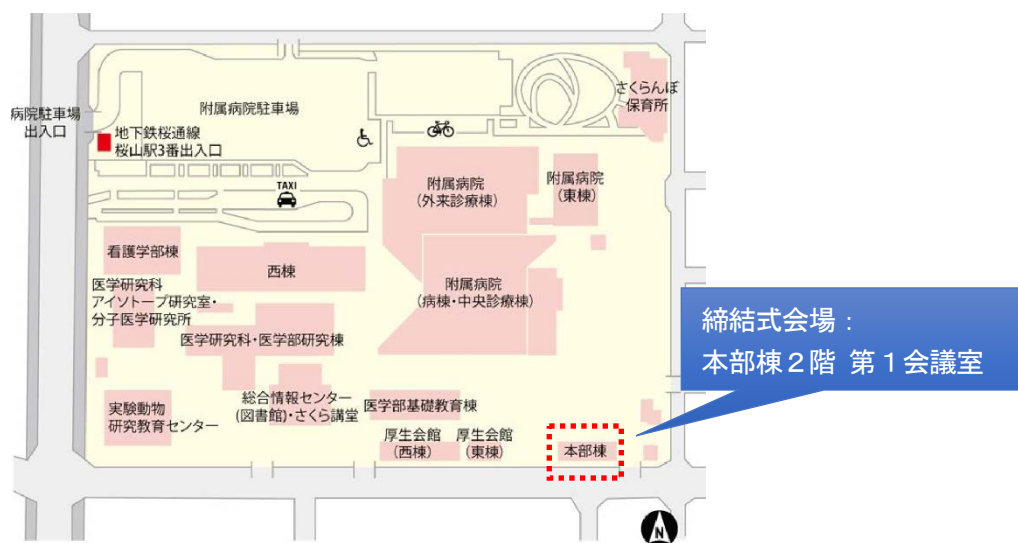 さくらんぼ
保育所
病院駐車場
出入口
附属病院駐車場
地下鉄桜通線
桜山駅3番出入口
TAXI
附属病院
(外来診療棟)
附属病院
(東棟)
看護学部棟
西棟
医学研究科
アイソトープ研究室・
分子医学研究所
附属病院
(病棟・中央診療棟)
締結式会場：
本部棟２階 第１会議室
医学研究科・医学部研究棟
実験動物
研究教育センター
総合情報センター
(図書館)・さくら講堂
医学部基礎教育棟
厚生会館
(西棟)
厚生会館
(東棟)
本部棟
N